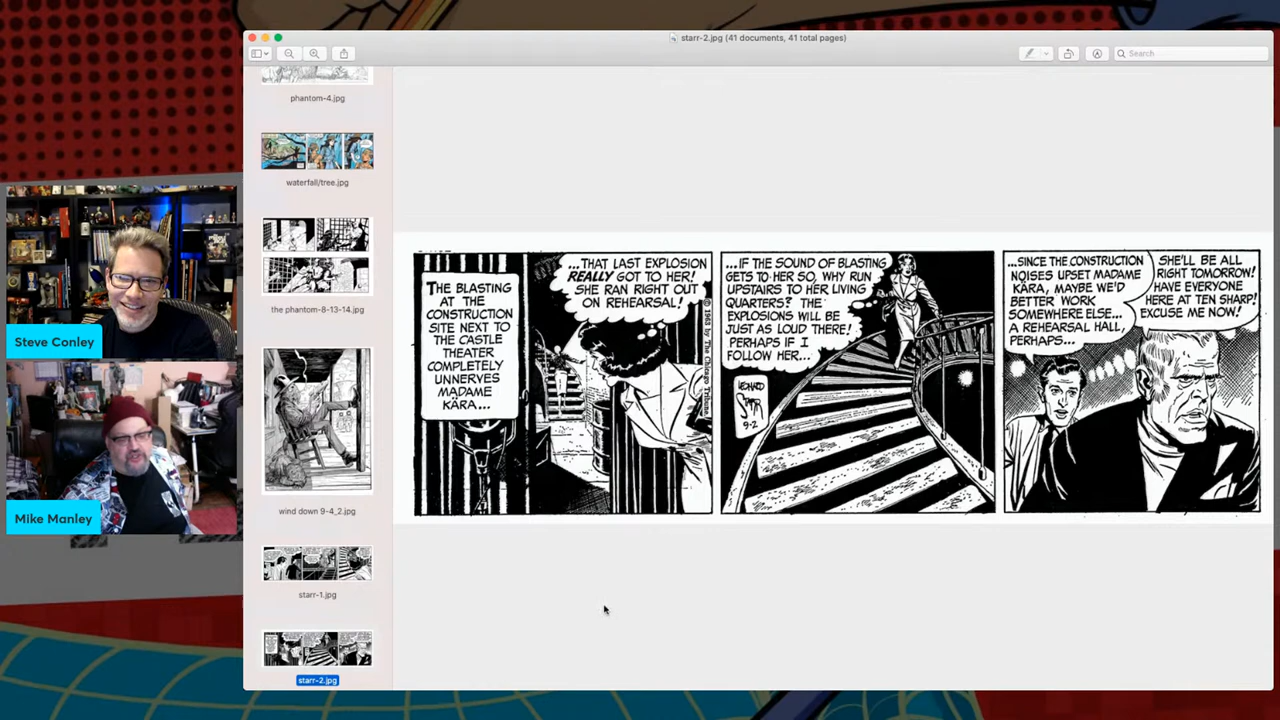 starr-2.jpg (41 documents, 41 total pages)
Search
phantom-4.jpg
waterfall/tree.jpg
the phantom-8-13-14.jpg
wind down 9-4_2.jpg
starr-1.jpg
starr-2.jpg
Steve Conley
Mike Manley
THE BLASTING
AT THE
CONSTRUCTION
SITE NEXT TO
THE CASTLE
THEATER
COMPLETELY
UNNERVES
MADAME
KÄRA...
...THAT LAST EXPLOSION
REALLY GOT TO HER!
SHE RAN RIGHT OUT
ON REHEARSAL!
© 1963 by The Chicago Tribune
...IF THE SOUND OF BLASTING
GETS TO HER SO, WHY RUN
UPSTAIRS TO HER LIVING
QUARTERS? THE
EXPLOSIONS WILL BE
JUST AS LOUD THERE!
PERHAPS IF I
FOLLOW HER...
LEONARD
STARR
9-2
...SINCE THE CONSTRUCTION
NOISES UPSET MADAME
KÄRA, MAYBE WE'D
BETTER WORK
SOMEWHERE ELSE...
A REHEARSAL HALL,
PERHAPS...
SHE'LL BE ALL
RIGHT TOMORROW!
HAVE EVERYONE
HERE AT TEN SHARP!
EXCUSE ME NOW!